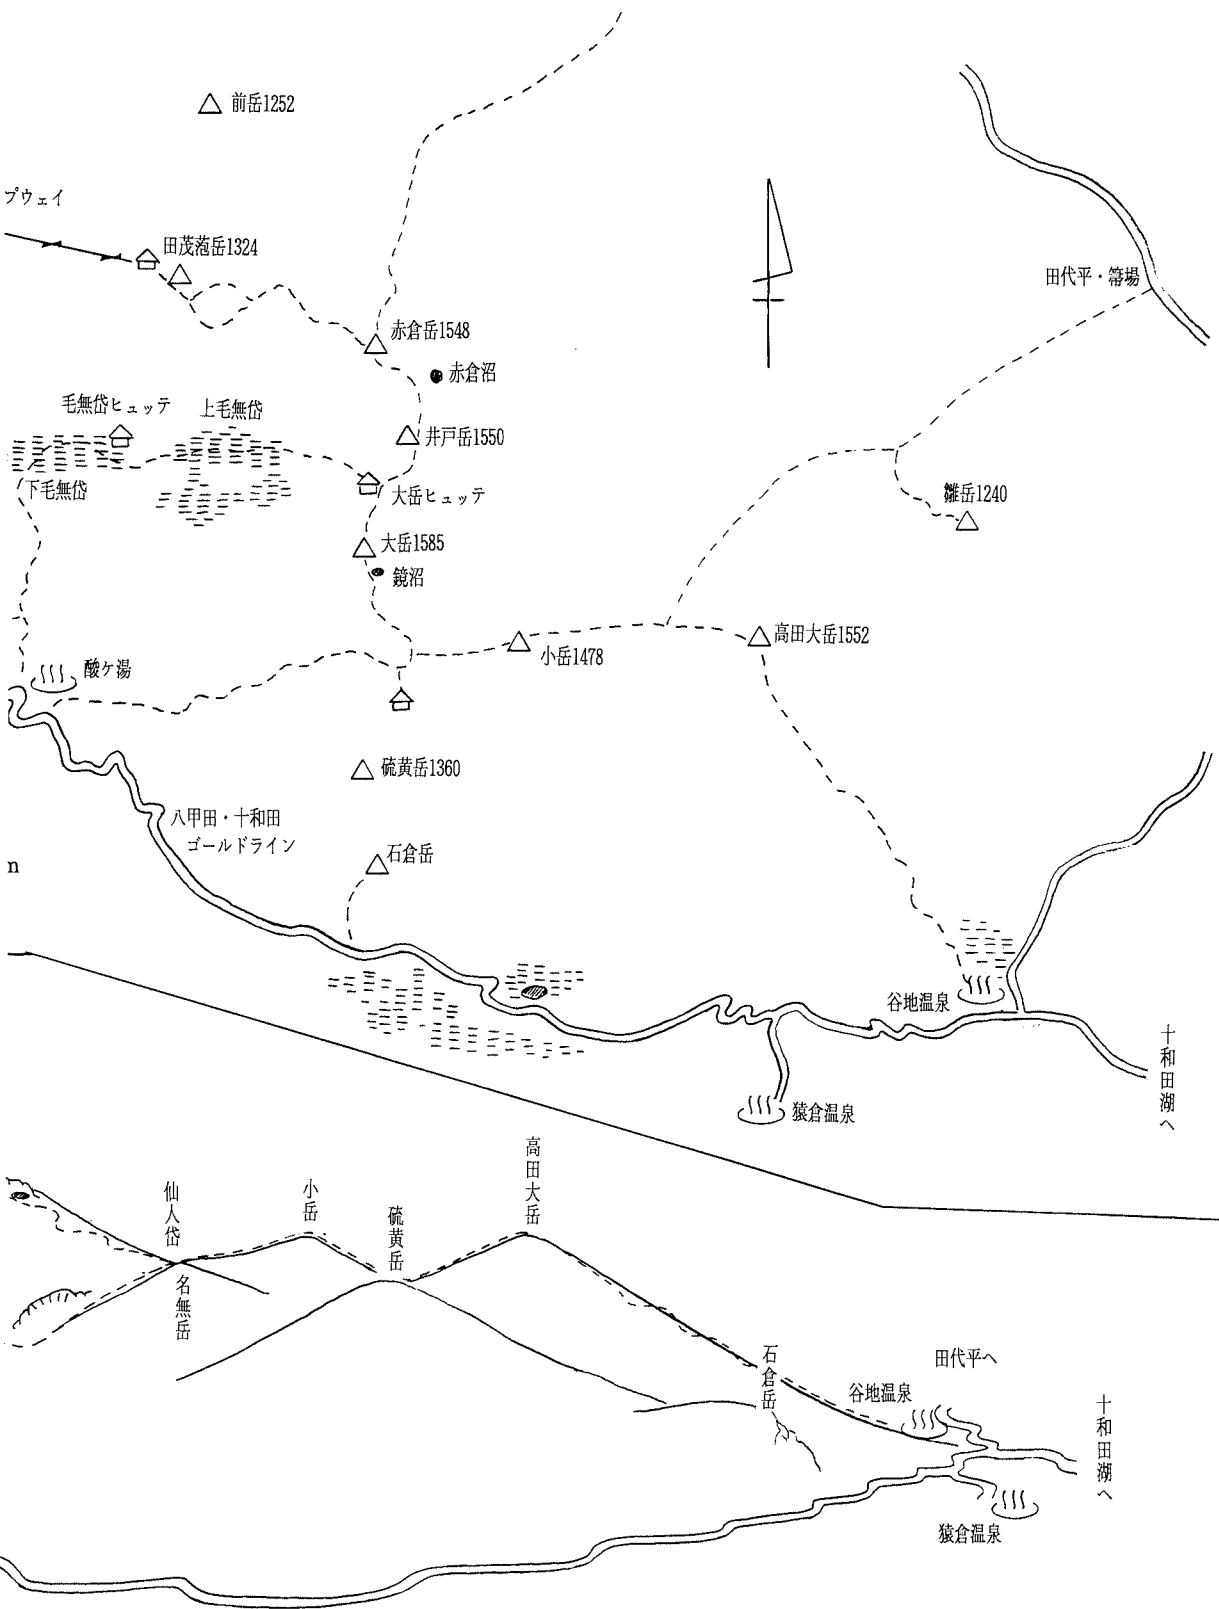 前岳1252
プウェイ
田茂萢岳1324
田代平・箒場
赤倉岳1548
赤倉沼
毛無岱ヒュッテ
上毛無岱
井戸岳1550
下毛無岱
大岳ヒュッテ
雛岳1240
大岳1585
鏡沼
高田大岳1552
小岳1478
酸ケ湯
硫黄岳1360
八甲田・十和田
ゴールドライン
石倉岳
n
谷地温泉
十和田湖へ
猿倉温泉
高田大岳
仙人岱
小岳
硫黄岳
名無岳
石倉岳
田代平へ
谷地温泉
十和田湖へ
猿倉温泉